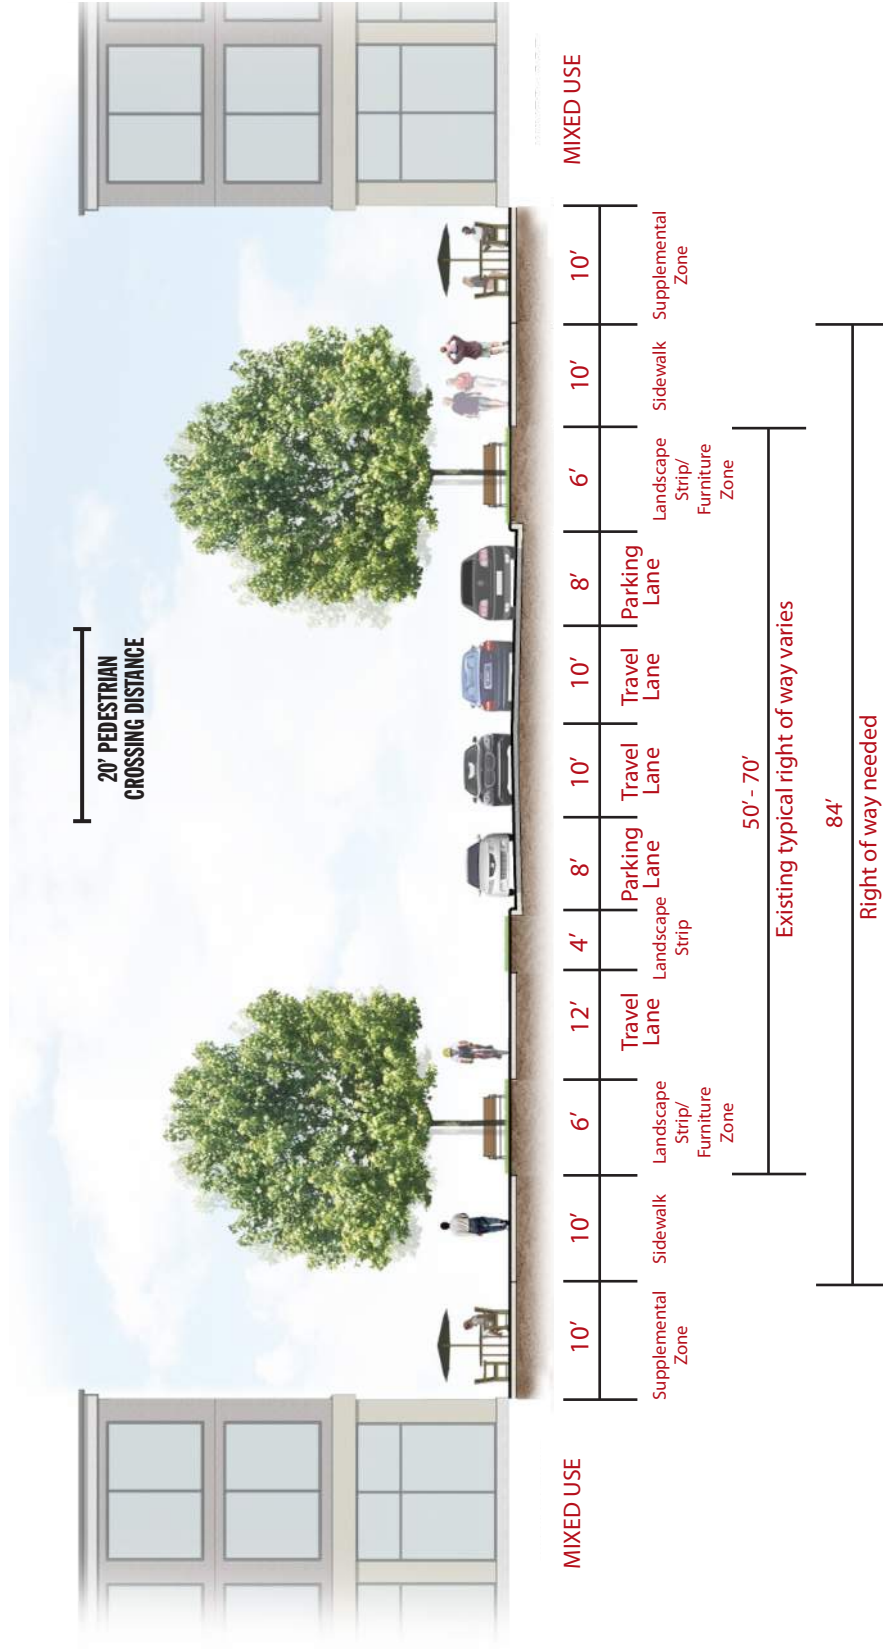 20' PEDESTRIAN
CROSSING DISTANCE
MIXED USE
10'
10'
6'
12'
4'
8'
10'
10'
8'
6'
10'
10'
MIXED USE
Supplemental
Zone
Sidewalk
Landscape
Strip/
Furniture
Zone
Travel
Lane
Landscape
Strip
Parking
Lane
Travel
Lane
Travel
Lane
Parking
Lane
Landscape
Strip/
Furniture
Zone
Sidewalk
Supplemental
Zone
50' - 70'
Existing typical right of way varies
84'
Right of way needed